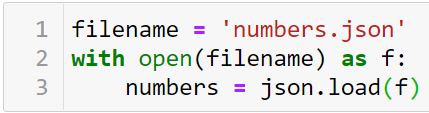 1 filename = 'numbers.json'
2 with open(filename) as f:
3     numbers = json.load(f)